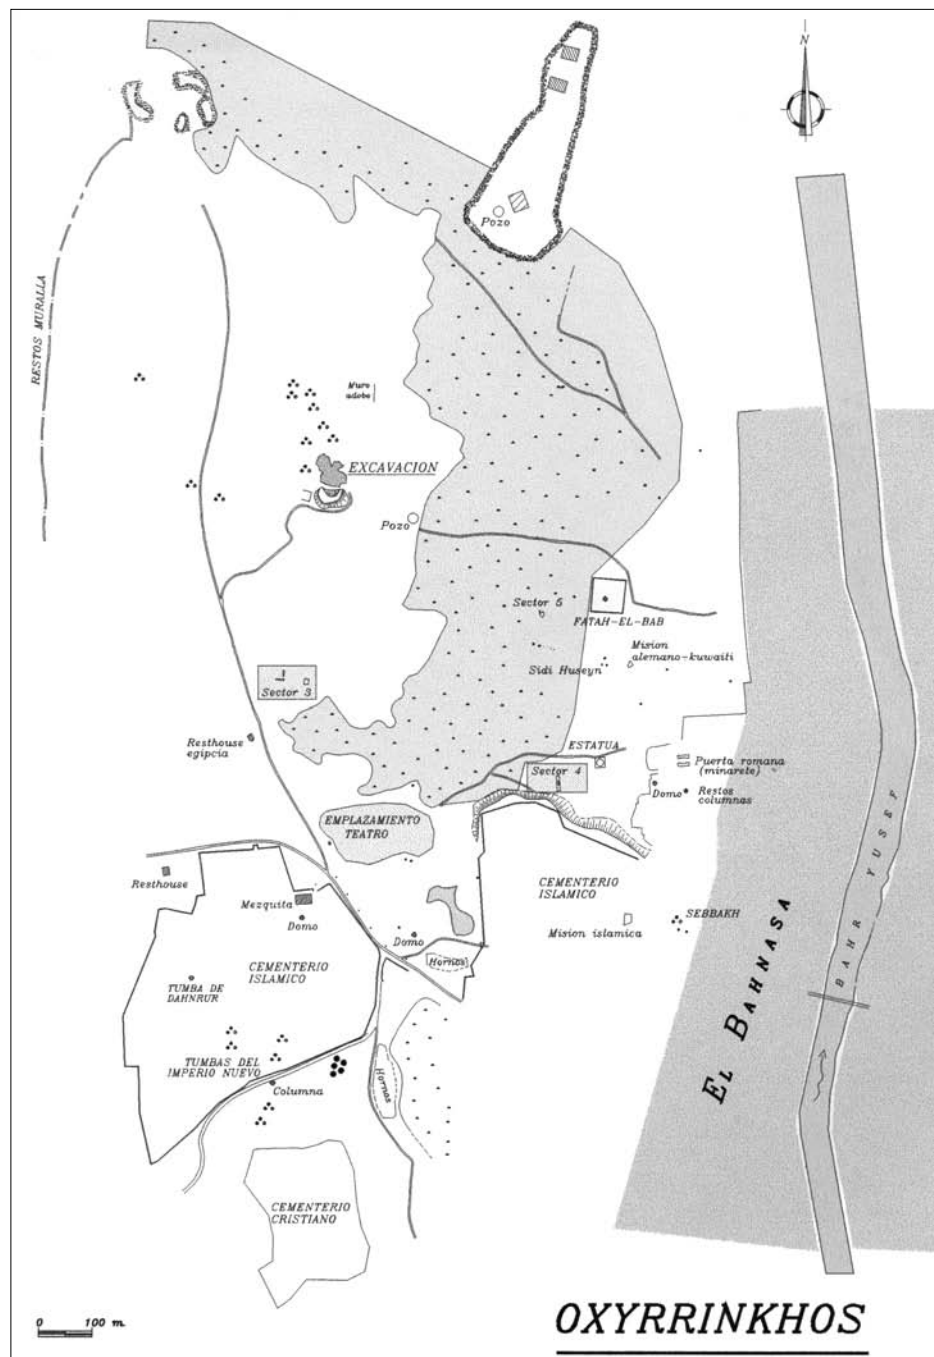 N
Pozo
RESTOS MURALLA
Muro
adobe
EXCAVACION
Pozo
Sector 5
FATAH-EL-BAB
Mision
alemano-kuwaiti
Sidi Huseyn
Sector 3
Resthouse
egipcia
ESTATUA
Sector 4
Puerta romana
(minarete)
Domo
Restos
columnas
EMPLAZAMIENTO
TEATRO
BAHR YUSEF
Resthouse
Mezquita
Domo
CEMENTERIO
ISLAMICO
SEBBAKH
Mision islamica
Domo
Hornos
CEMENTERIO
ISLAMICO
TUMBA DE
DAHNRUR
EL BAHNASA
TUMBAS DEL
IMPERIO NUEVO
Columna
Hornos
CEMENTERIO
CRISTIANO
0 100 m.
OXYRRINKHOS